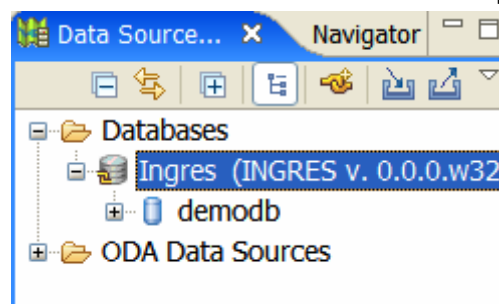 Data Source... Navigator
Databases
Ingres (INGRES v. 0.0.0.w32
demodb
ODA Data Sources